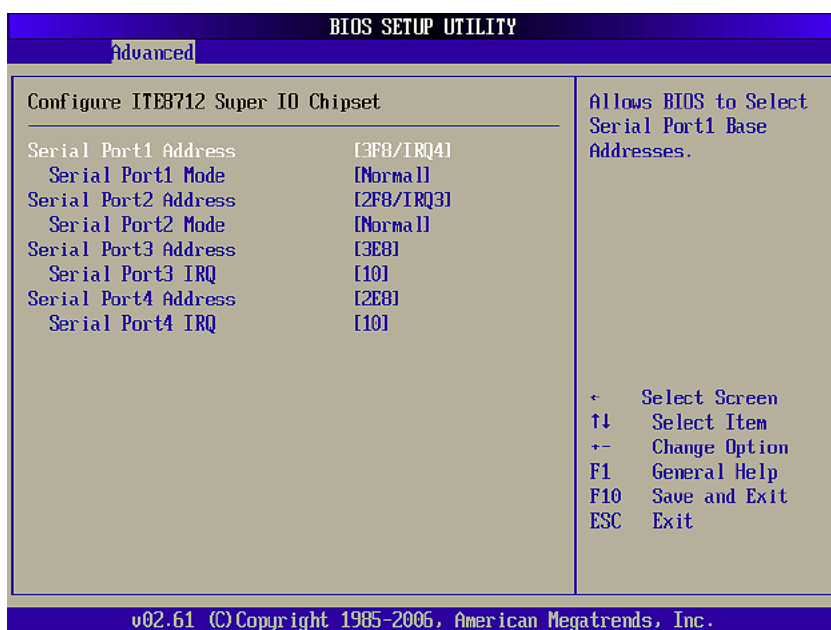 BIOS SETUP UTILITY
Advanced
Configure ITE8712 Super IO Chipset
Serial Port1 Address [3F8/IRQ4]
Serial Port1 Mode [Normal]
Serial Port2 Address [2F8/IRQ3]
Serial Port2 Mode [Normal]
Serial Port3 Address [3E8]
Serial Port3 IRQ [10]
Serial Port4 Address [2E8]
Serial Port4 IRQ [10]
Allows BIOS to Select
Serial Port1 Base
Addresses.
← Select Screen
↑↓ Select Item
+- Change Option
F1 General Help
F10 Save and Exit
ESC Exit
v02.61 (C)Copyright 1985-2006, American Megatrends, Inc.